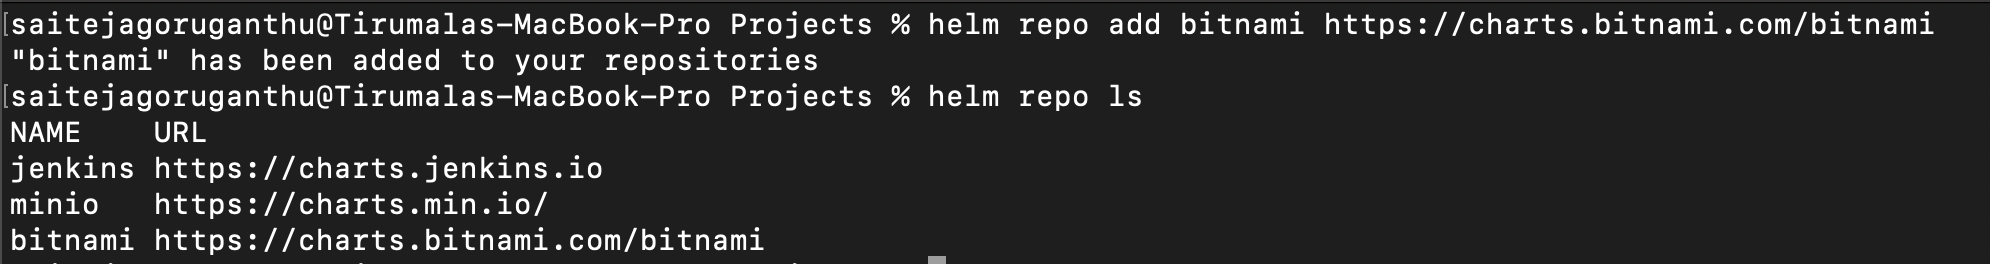 [saitejagoruganthu@Tirumalas-MacBook-Pro Projects % helm repo add bitnami https://charts.bitnami.com/bitnami
"bitnami" has been added to your repositories
[saitejagoruganthu@Tirumalas-MacBook-Pro Projects % helm repo ls
NAME    URL
jenkins https://charts.jenkins.io
minio   https://charts.min.io/
bitnami https://charts.bitnami.com/bitnami